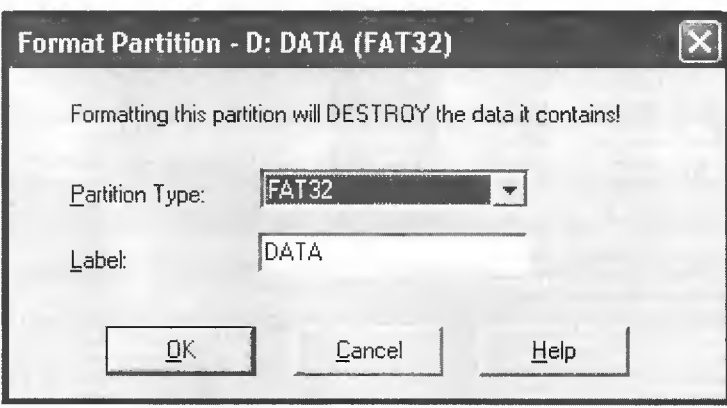 Format Partition - D: DATA (FAT32)
Formatting this partition will DESTROY the data it contains!
Partition Type: FAT32
Label: DATA
OK Cancel Help